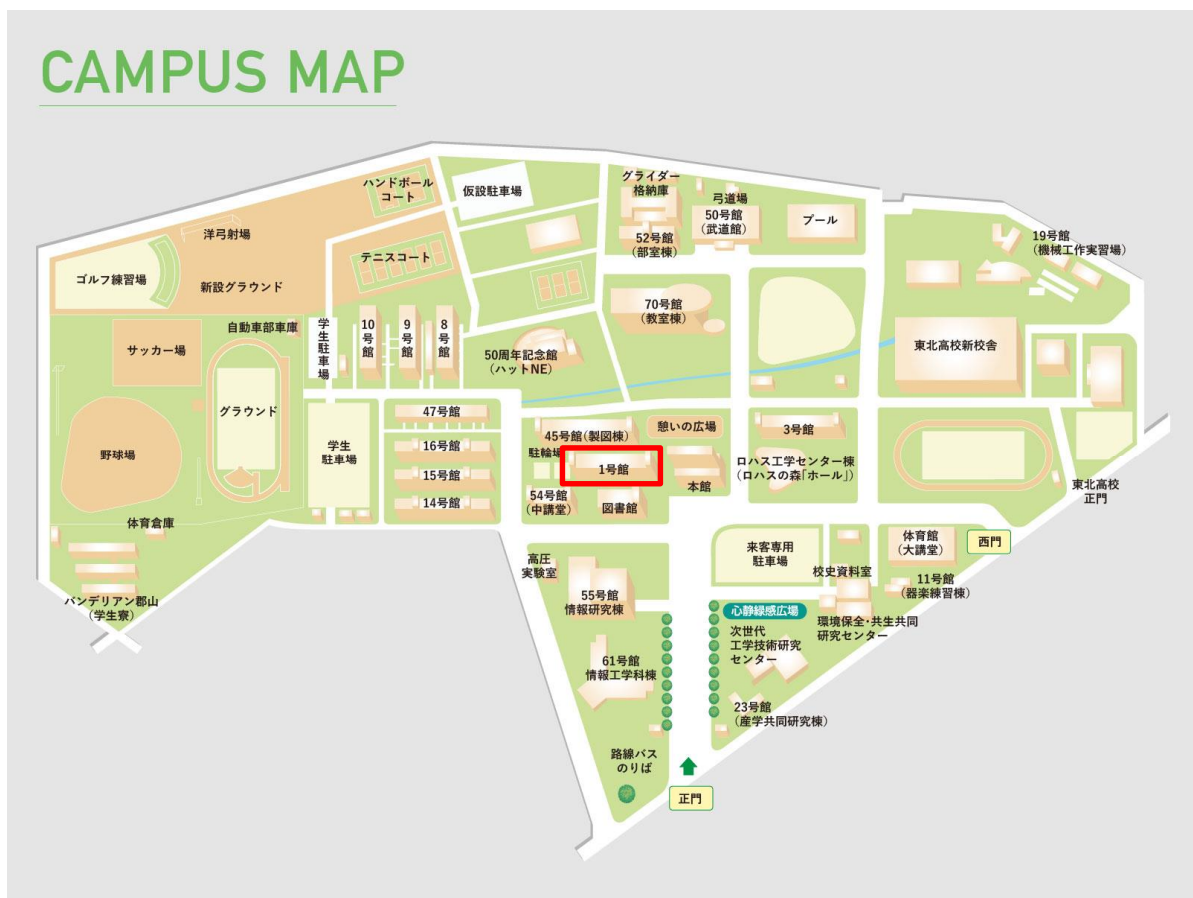 CAMPUS MAP
ハンドボール
コート
仮設駐車場
グライダー
格納庫
弓道場
50号館
(武道館)
プール
52号館
(部室棟)
19号館
(機械工作実習場)
洋弓射場
テニスコート
ゴルフ練習場
新設グラウンド
70号館
(教室棟)
自動車部車庫
学生駐車場
10号館
9号館
8号館
サッカー場
50周年記念館
(ハットNE)
東北高校新校舎
グラウンド
47号館
野球場
学生
駐車場
16号館
15号館
14号館
45号館(製図棟)
駐輪場
1号館
憩いの広場
本館
54号館
(中講堂)
図書館
3号館
ロハス工学センター棟
(ロハスの森「ホール」)
東北高校
正門
体育倉庫
バンデリアン郡山
(学生寮)
高圧
実験室
55号館
情報研究棟
来客専用
駐車場
体育館
(大講堂)
西門
校史資料室
11号館
(器楽練習棟)
心静緑感広場
環境保全・共生共同
研究センター
次世代
工学技術研究
センター
61号館
情報工学科棟
23号館
(産学共同研究棟)
路線バス
のりば
正門